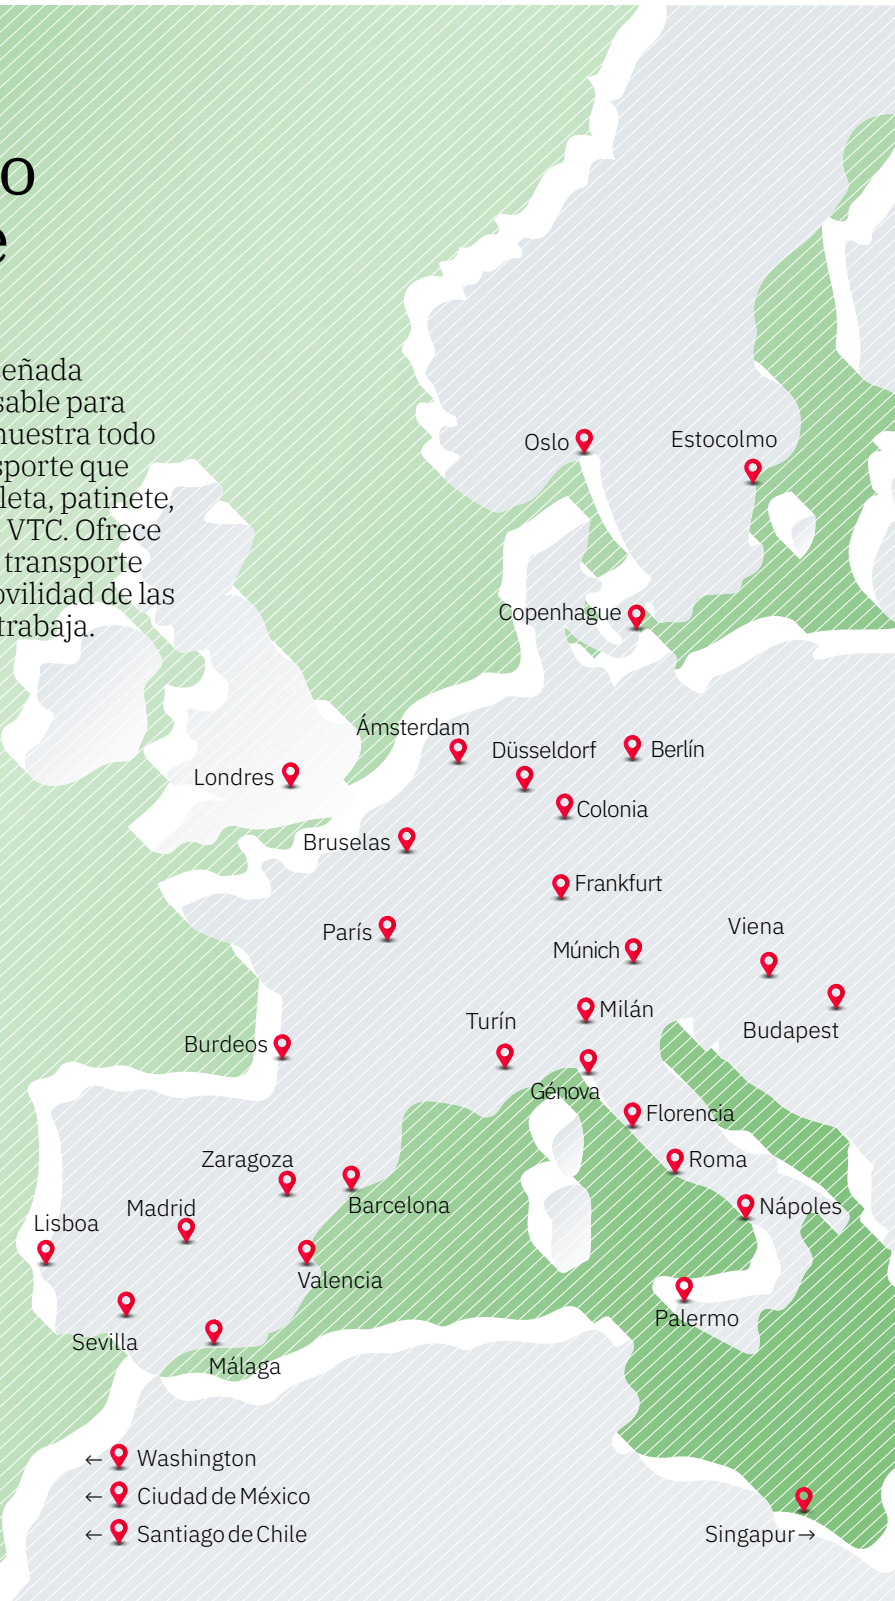 o
e
eñada
sable para
nuestra todo
sporte que
leta, patinete,
VTC. Ofrece
transporte
ovilidad de las
trabaja.
Oslo
Estocolmo
Copenhague
Ámsterdam
Düsseldorf
Berlín
Londres
Colonia
Bruselas
Frankfurt
París
Viena
Múnich
Milán
Turín
Budapest
Burdeos
Génova
Florencia
Zaragoza
Roma
Barcelona
Madrid
Nápoles
Lisboa
Valencia
Palermo
Sevilla
Málaga
← Washington
← Ciudad de México
← Santiago de Chile
Singapur →